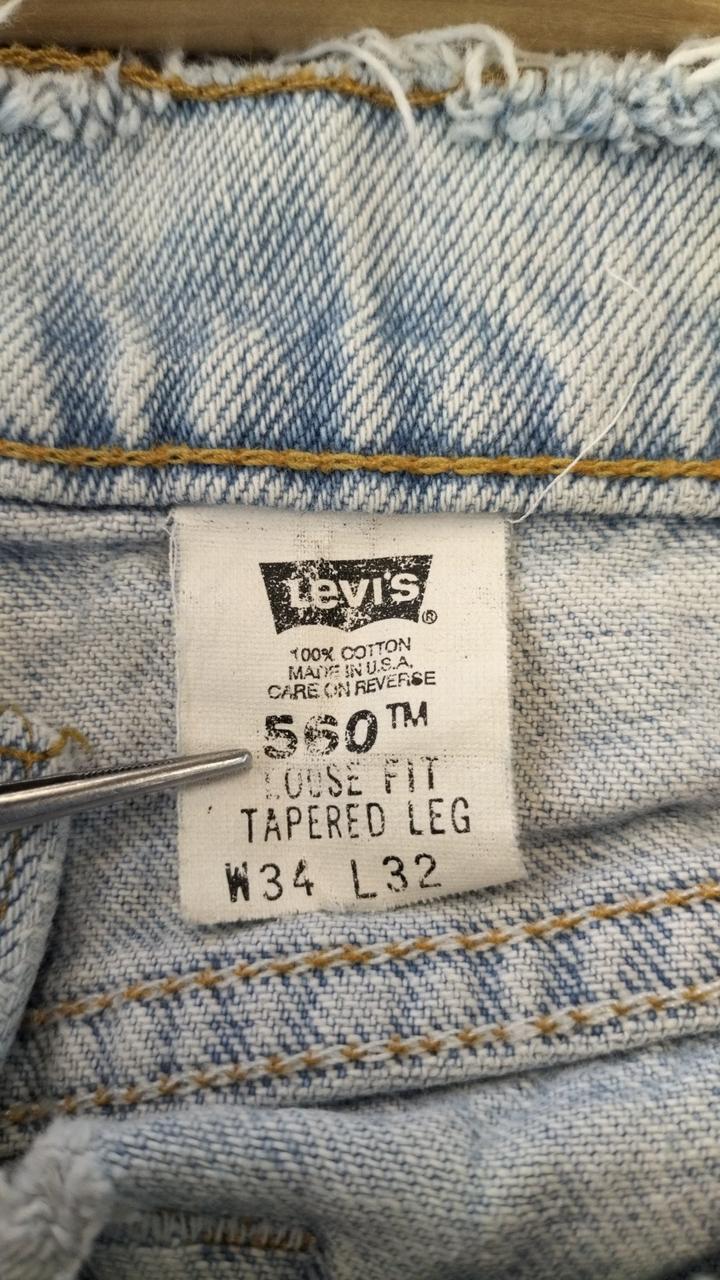 Levi's®
100% COTTON
MADE IN U.S.A.
CARE ON REVERSE
560™
LOOSE FIT
TAPERED LEG
W34 L32